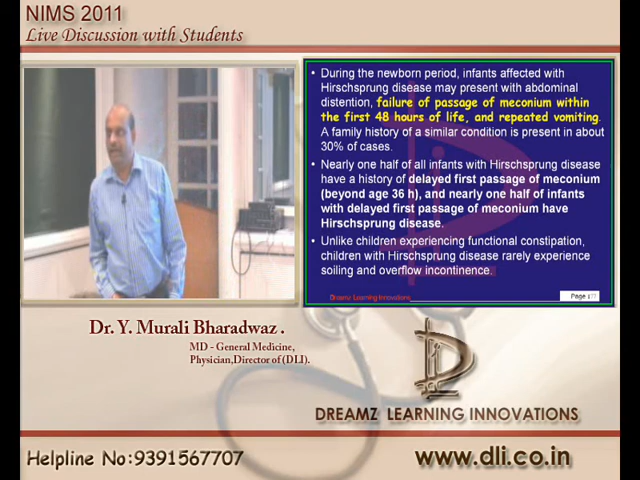 NIMS 2011
Live Discussion with Students
• During the newborn period, infants affected with
Hirschsprung disease may present with abdominal
distention, failure of passage of meconium within
the first 48 hours of life, and repeated vomiting.
A family history of a similar condition is present in about
30% of cases.
• Nearly one half of all infants with Hirschsprung disease
have a history of delayed first passage of meconium
(beyond age 36 h), and nearly one half of infants
with delayed first passage of meconium have
Hirschsprung disease.
• Unlike children experiencing functional constipation,
children with Hirschsprung disease rarely experience
soiling and overflow incontinence.
Dreamz Learning Innovations
Page
Dr. Y. Murali Bharadwaz .
MD - General Medicine,
Physician,Director of (DLI).
DREAMZ LEARNING INNOVATIONS
Helpline No:9391567707
www.dli.co.in